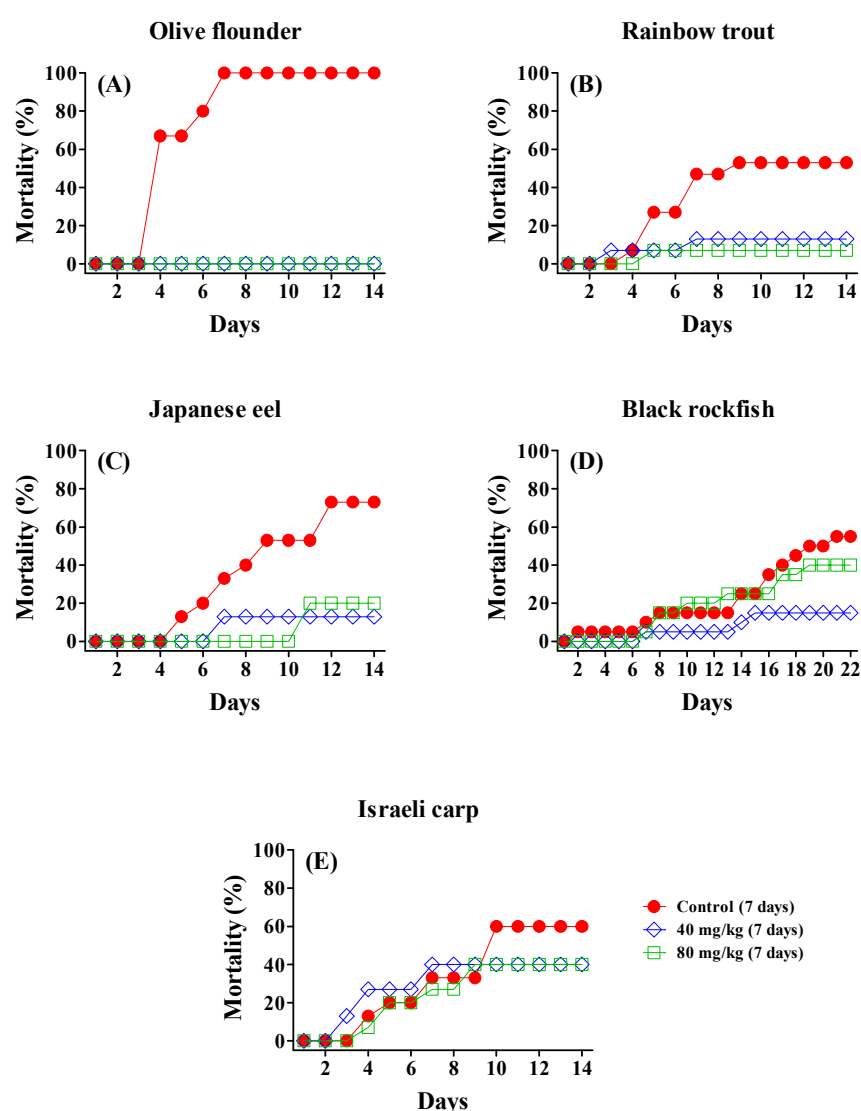 Olive flounder
Rainbow trout
(A)
(B)
Mortality (%)
Mortality (%)
100
80
60
40
20
0
100
80
60
40
20
0
2 4 6 8 10 12 14
2 4 6 8 10 12 14
Days
Days
Japanese eel
Black rockfish
(C)
(D)
Mortality (%)
Mortality (%)
100
80
60
40
20
0
100
80
60
40
20
0
2 4 6 8 10 12 14
2 4 6 8 10 12 14 16 18 20 22
Days
Days
Israeli carp
(E)
Mortality (%)
100
80
60
40
20
0
2 4 6 8 10 12 14
Days
Control (7 days)
40 mg/kg (7 days)
80 mg/kg (7 days)